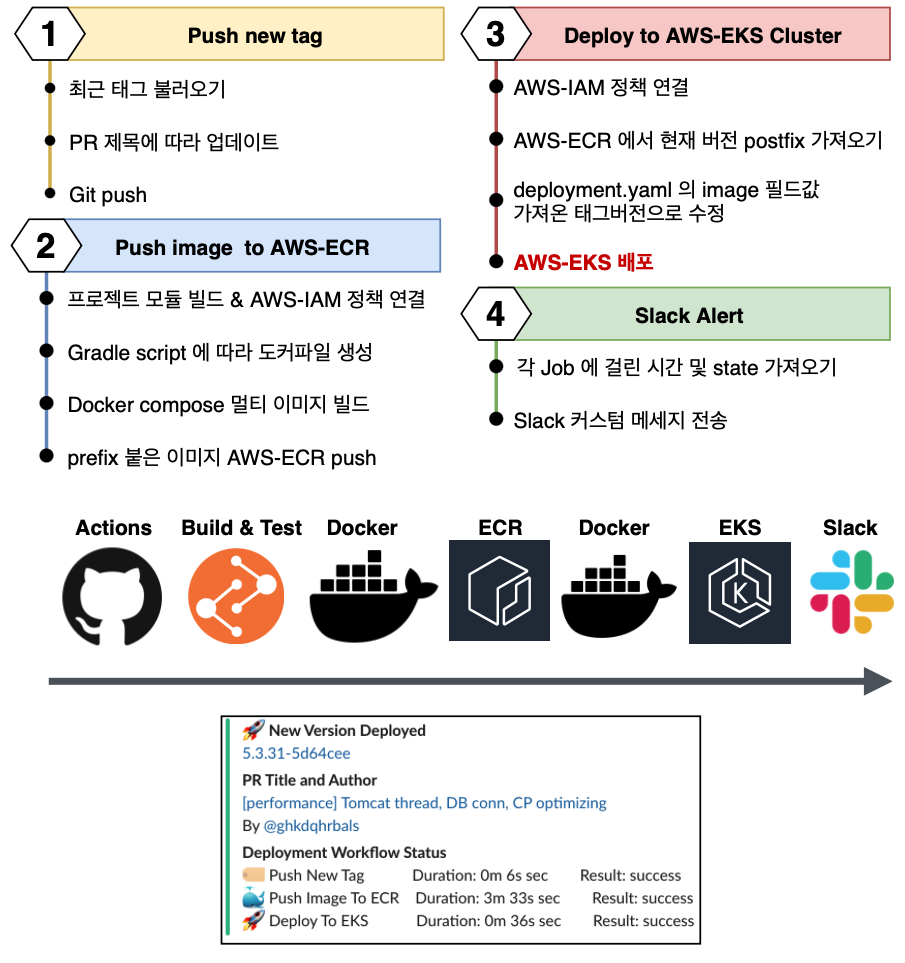 1
Push new tag
최근 태그 불러오기
PR 제목에 따라 업데이트
Git push
2
Push image to AWS-ECR
프로젝트 모듈 빌드 & AWS-IAM 정책 연결
Gradle script 에 따라 도커파일 생성
Docker compose 멀티 이미지 빌드
prefix 붙은 이미지 AWS-ECR push
3
Deploy to AWS-EKS Cluster
AWS-IAM 정책 연결
AWS-ECR 에서 현재 버전 postfix 가져오기
deployment.yaml 의 image 필드값
가져온 태그버전으로 수정
AWS-EKS 배포
4
Slack Alert
각 Job 에 걸린 시간 및 state 가져오기
Slack 커스텀 메세지 전송
Actions Build & Test Docker ECR Docker EKS Slack
K
New Version Deployed
5.3.31-5d64cee
PR Title and Author
[performance] Tomcat thread, DB conn, CP optimizing
By @ghkdqhrbals
Deployment Workflow Status
Push New Tag Duration: 0m 6s sec Result: success
Push Image To ECR Duration: 3m 33s sec Result: success
Deploy To EKS Duration: 0m 36s sec Result: success